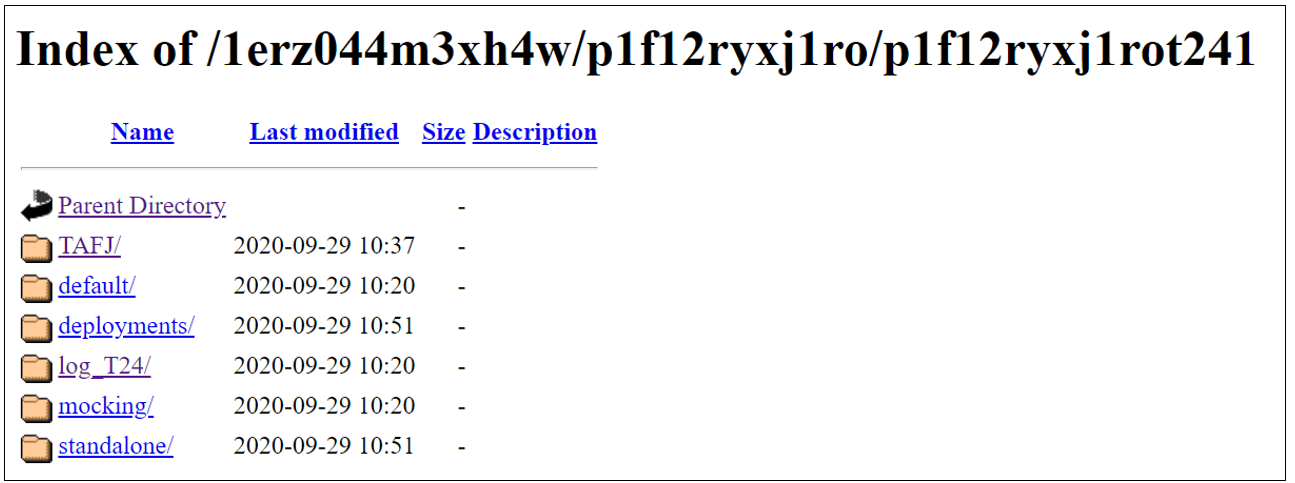 Index of /1erz044m3xh4w/p1f12ryxj1ro/p1f12ryxj1rot241
Name Last modified Size Description
Parent Directory -
TAFJ/ 2020-09-29 10:37 -
default/ 2020-09-29 10:20 -
deployments/ 2020-09-29 10:51 -
log_T24/ 2020-09-29 10:20 -
mocking/ 2020-09-29 10:20 -
standalone/ 2020-09-29 10:51 -